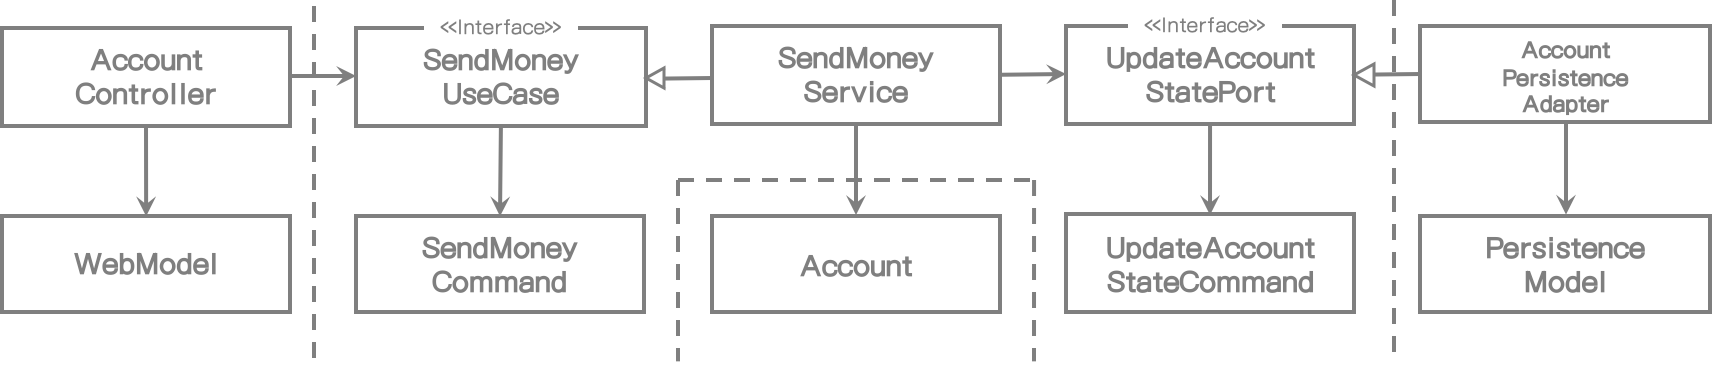 Account
Controller
«Interface»
SendMoney
UseCase
SendMoney
Service
«Interface»
UpdateAccount
StatePort
Account
Persistence
Adapter
WebModel
SendMoney
Command
Account
UpdateAccount
StateCommand
Persistence
Model